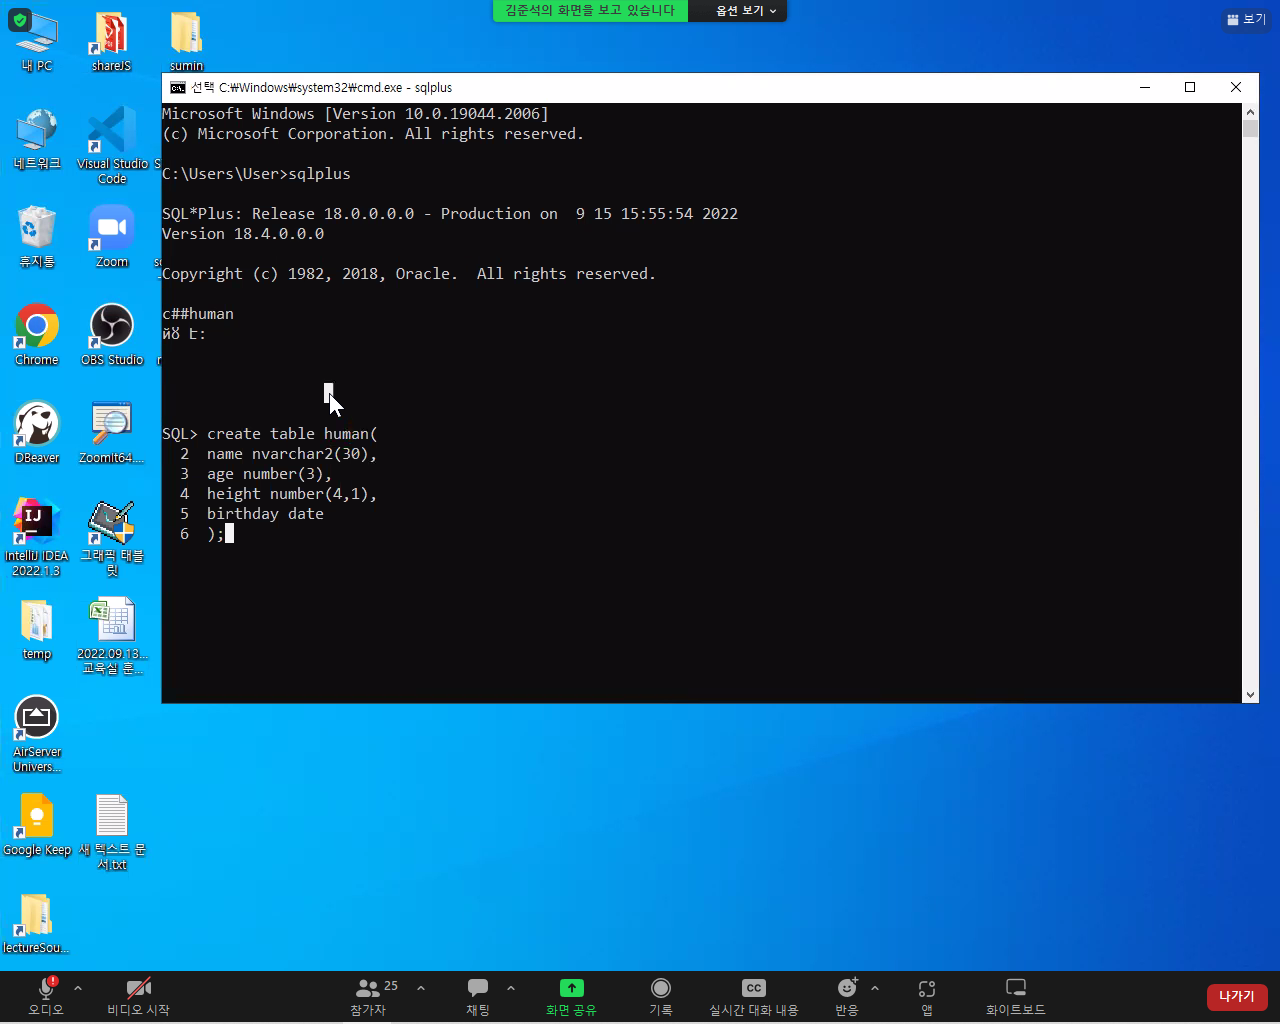 김준석의 화면을 보고 있습니다
옵션 보기
보기
내 PC
shareJS
sumin
선택 C:₩Windows₩system32₩cmd.exe - sqlplus
Microsoft Windows [Version 10.0.19044.2006]
(c) Microsoft Corporation. All rights reserved.
C:\Users\User>sqlplus
SQL*Plus: Release 18.0.0.0.0 - Production on  9 15 15:55:54 2022
Version 18.4.0.0.0
Copyright (c) 1982, 2018, Oracle.  All rights reserved.
c##human
SQL> create table human(
2  name nvarchar2(30),
3  age number(3),
4  height number(4,1),
5  birthday date
6  );
네트워크
Visual Studio Code
휴지통
Zoom
Chrome
OBS Studio
DBeaver
ZoomIt64....
IntelliJ IDEA 2022.1.3
그래픽 태블릿
temp
2022.09.13... 교육실 훈...
AirServer Univers...
Google Keep
새 텍스트 문서.txt
lectureSou...
오디오
비디오 시작
25
참가자
채팅
화면 공유
기록
CC
실시간 대화 내용
반응
앱
화이트보드
나가기